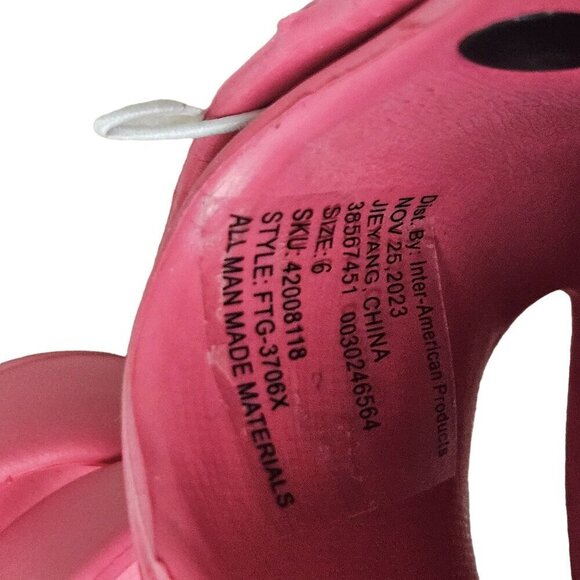 Dist. By: Inter-American Products
NOV 25,2023
JIEYANG, CHINA
38567451 0030246564
SIZE: 6
SKU: 42008118
STYLE: FTG-3706X
ALL MAN MADE MATERIALS